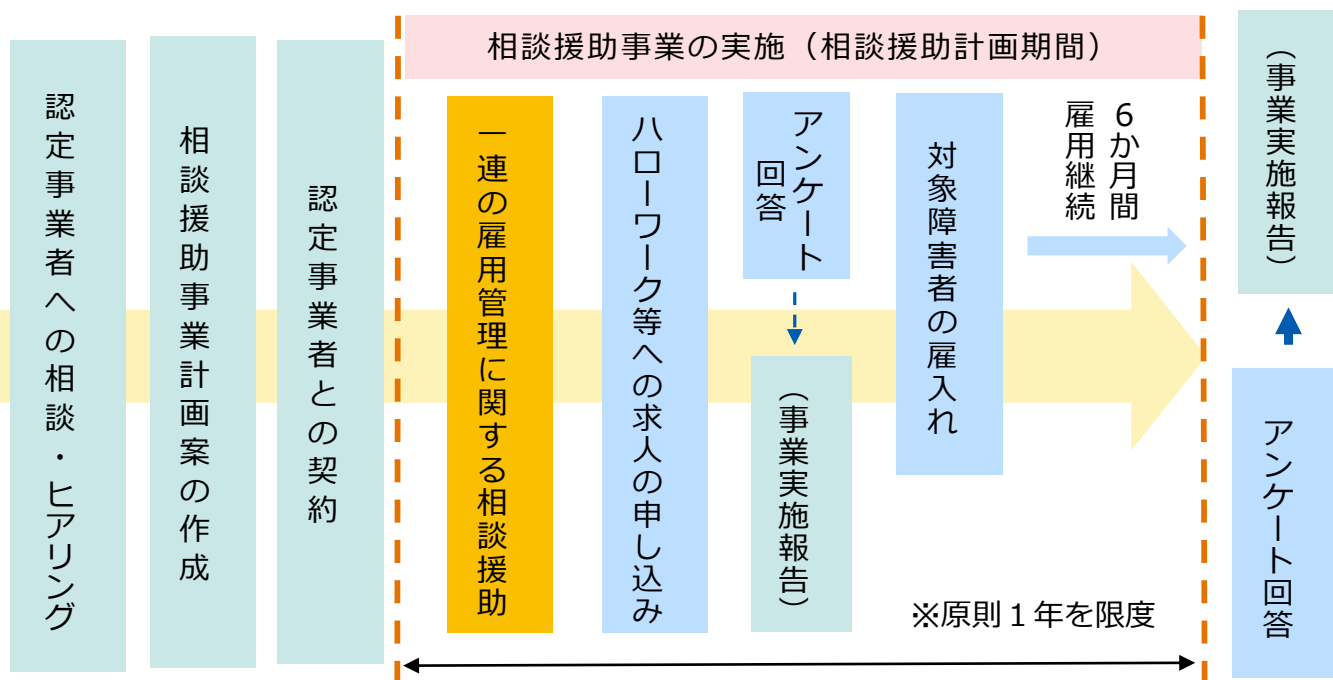 認定事業者への相談・ヒアリング
相談援助事業計画案の作成
認定事業者との契約
相談援助事業の実施（相談援助計画期間）
一連の雇用管理に関する相談援助
ハローワーク等への求人の申し込み
アンケート
回答
（事業実施報告）
対象障害者の雇入れ
６か月間
雇用継続
※原則１年を限度
（事業実施報告）
アンケート回答